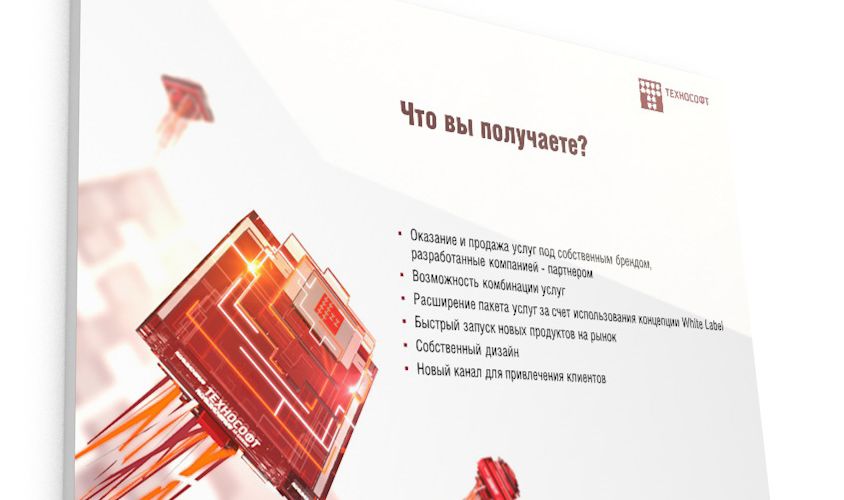 ТЕХНОСОФТ
Что вы получаете?
Оказание и продажа услуг под собственным брендом,
разработанные компанией - партнером
Возможность комбинации услуг
Расширение пакета услуг за счет использования концепции White Label
Быстрый запуск новых продуктов на рынок
Собственный дизайн
Новый канал для привлечения клиентов
ТЕХНОСОФТ